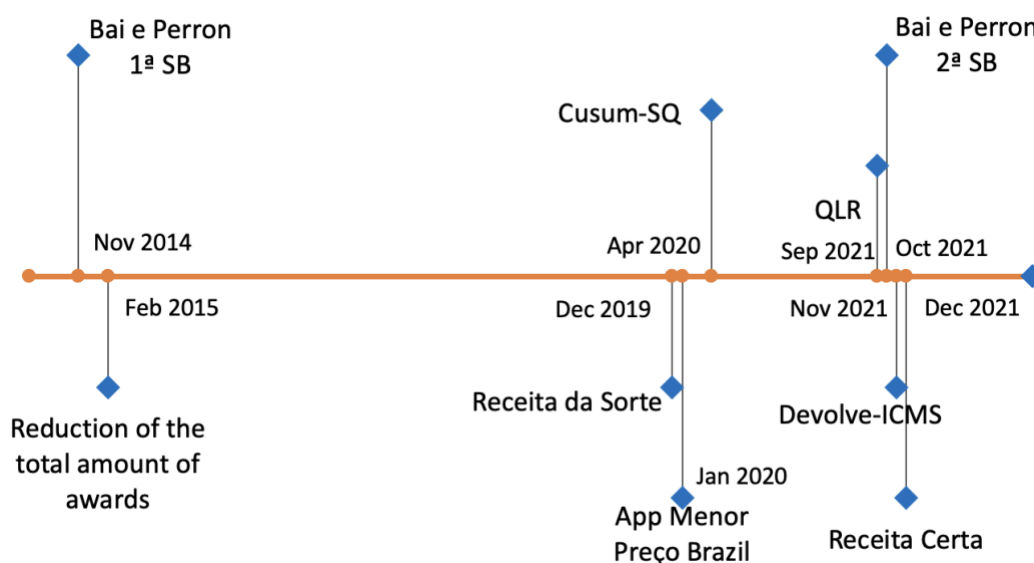 Bai e Perron
1ª SB
Bai e Perron
2ª SB
Cusum-SQ
QLR
Nov 2014
Apr 2020
Sep 2021
Oct 2021
Feb 2015
Dec 2019
Nov 2021
Dec 2021
Receita da Sorte
Devolve-ICMS
Reduction of the
total amount of
awards
Jan 2020
App Menor
Preço Brazil
Receita Certa